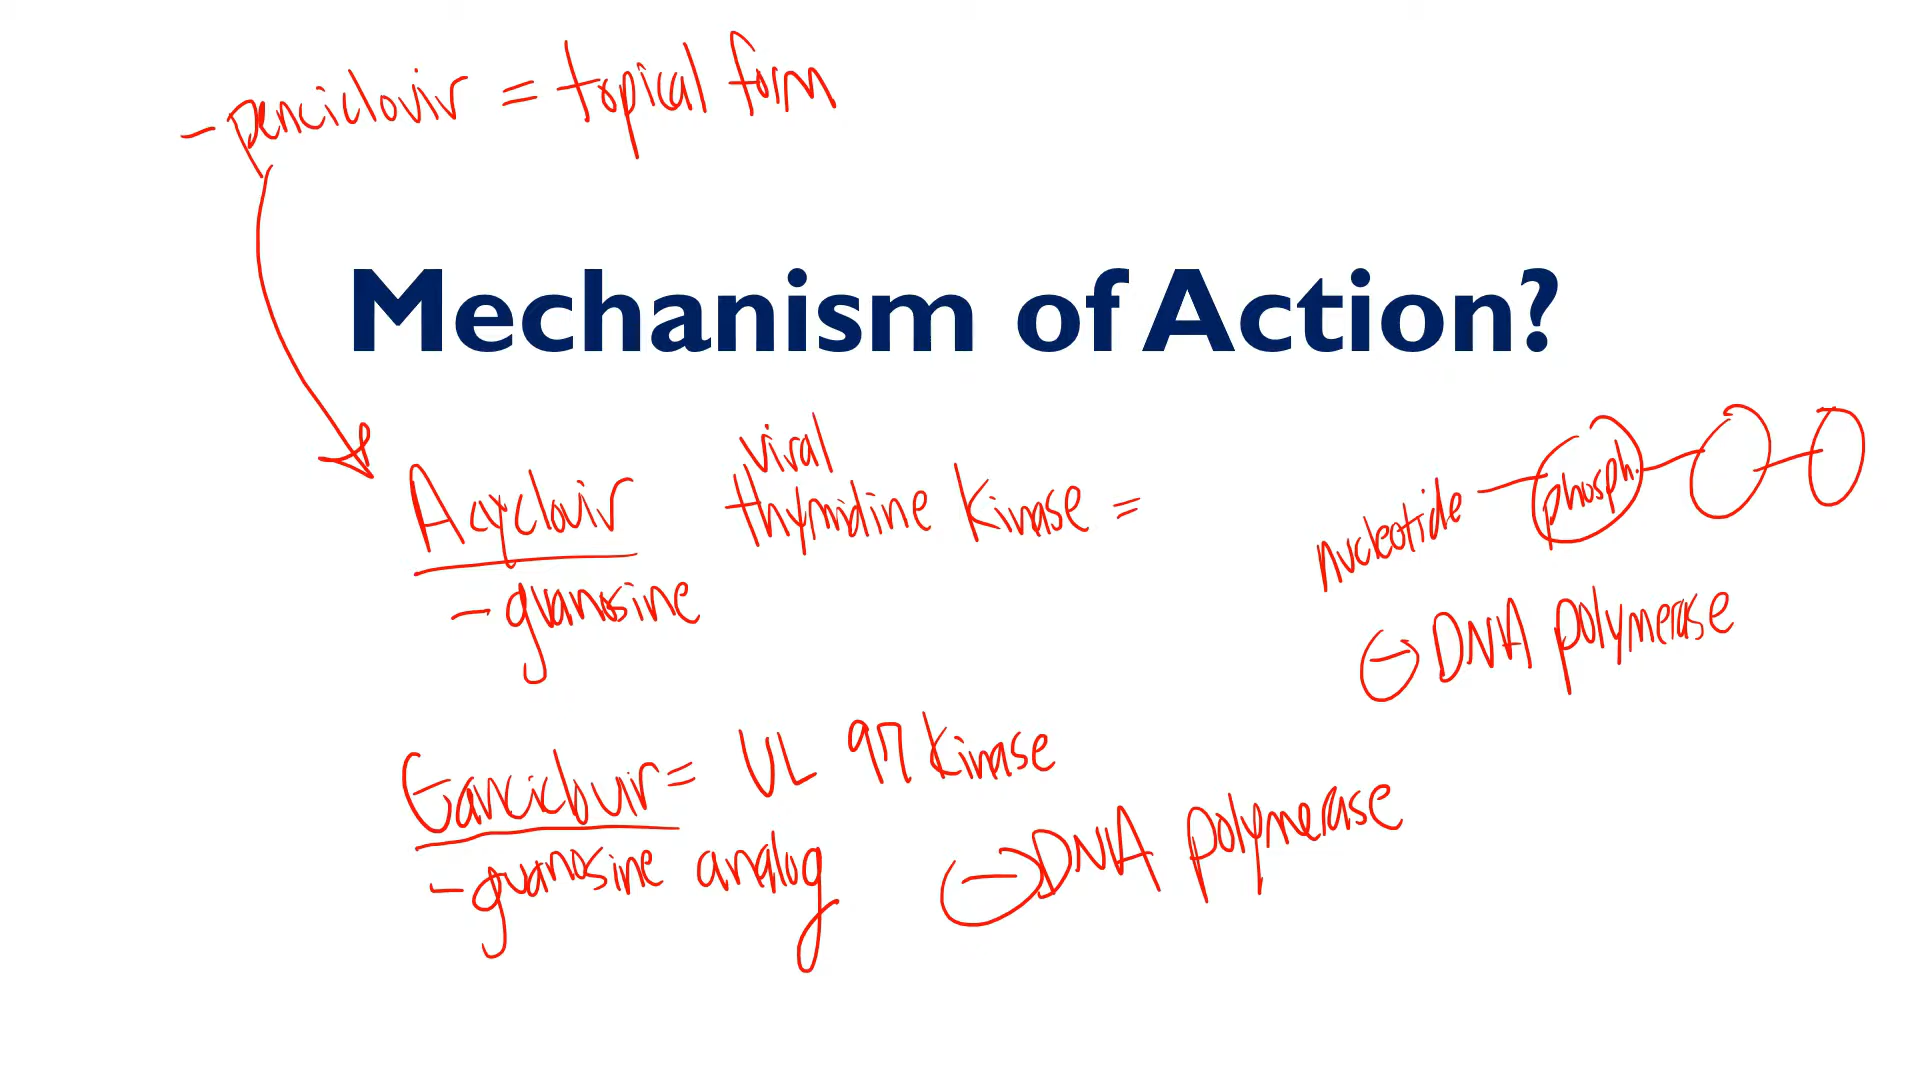 - penciclovir = topical form
Mechanism of Action?
Acyclovir viral thymidine kinase =
- guanosine
nucleotide - phosph.
⊖ DNA polymerase
Ganciclovir = UL 97 kinase
- guanosine analog ⊖ DNA polymerase